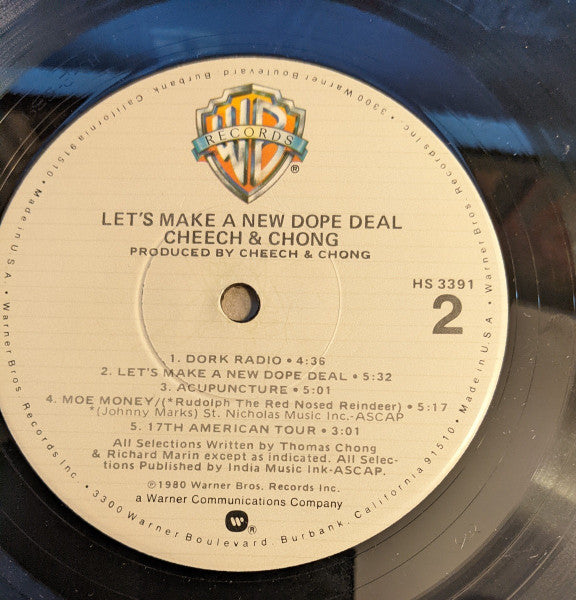 WB
RECORDS
®
LET'S MAKE A NEW DOPE DEAL
CHEECH & CHONG
PRODUCED BY CHEECH & CHONG
HS 3391
2
1. DORK RADIO • 4:36
2. LET'S MAKE A NEW DOPE DEAL • 5:32
3. ACUPUNCTURE • 5:01
4. MOE MONEY/(*Rudolph The Red Nosed Reindeer) • 5:17
*(Johnny Marks) St. Nicholas Music Inc.-ASCAP
5. 17TH AMERICAN TOUR • 3:01
All Selections Written by Thomas Chong
& Richard Marin except as indicated. All Selec-
tions Published by India Music Ink-ASCAP.
℗1980 Warner Bros. Records Inc.
a Warner Communications Company
®
Made in U.S.A. • Warner Bros. Records Inc. • 3300 Warner Boulevard, Burbank, California 91510 • Made in U.S.A. • Warner Bros. Records Inc. • 3300 Warner Boulevard, Burbank, California 91510 •